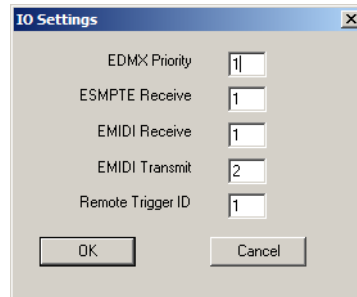 IO Settings
EDMX Priority 1
ESMPTE Receive 1
EMIDI Receive 1
EMIDI Transmit 2
Remote Trigger ID 1
OK Cancel